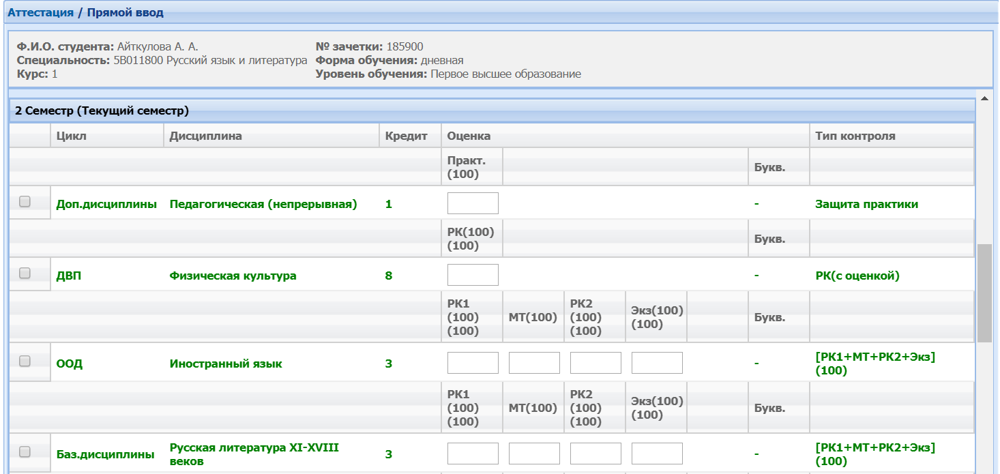 Аттестация / Прямой ввод
Ф.И.О. студента: Айткулова А. А. № зачетки: 185900
Специальность: 5В011800 Русский язык и литература Форма обучения: дневная
Курс: 1 Уровень обучения: Первое высшее образование
2 Семестр (Текущий семестр)
Цикл Дисциплина Кредит Оценка Тип контроля
Практ.
(100) Букв.
Доп.дисциплины Педагогическая (непрерывная) 1 - Защита практики
РК(100)
(100) Букв.
ДВП Физическая культура 8 - РК(с оценкой)
РК1
(100)
(100) МТ(100) РК2
(100)
(100) Экз(100)
(100) Букв.
ООД Иностранный язык 3 - [РК1+МТ+РК2+Экз]
(100)
РК1
(100)
(100) МТ(100) РК2
(100)
(100) Экз(100)
(100) Букв.
Баз.дисциплины Русская литература XI-XVIII
веков 3 - [РК1+МТ+РК2+Экз]
(100)